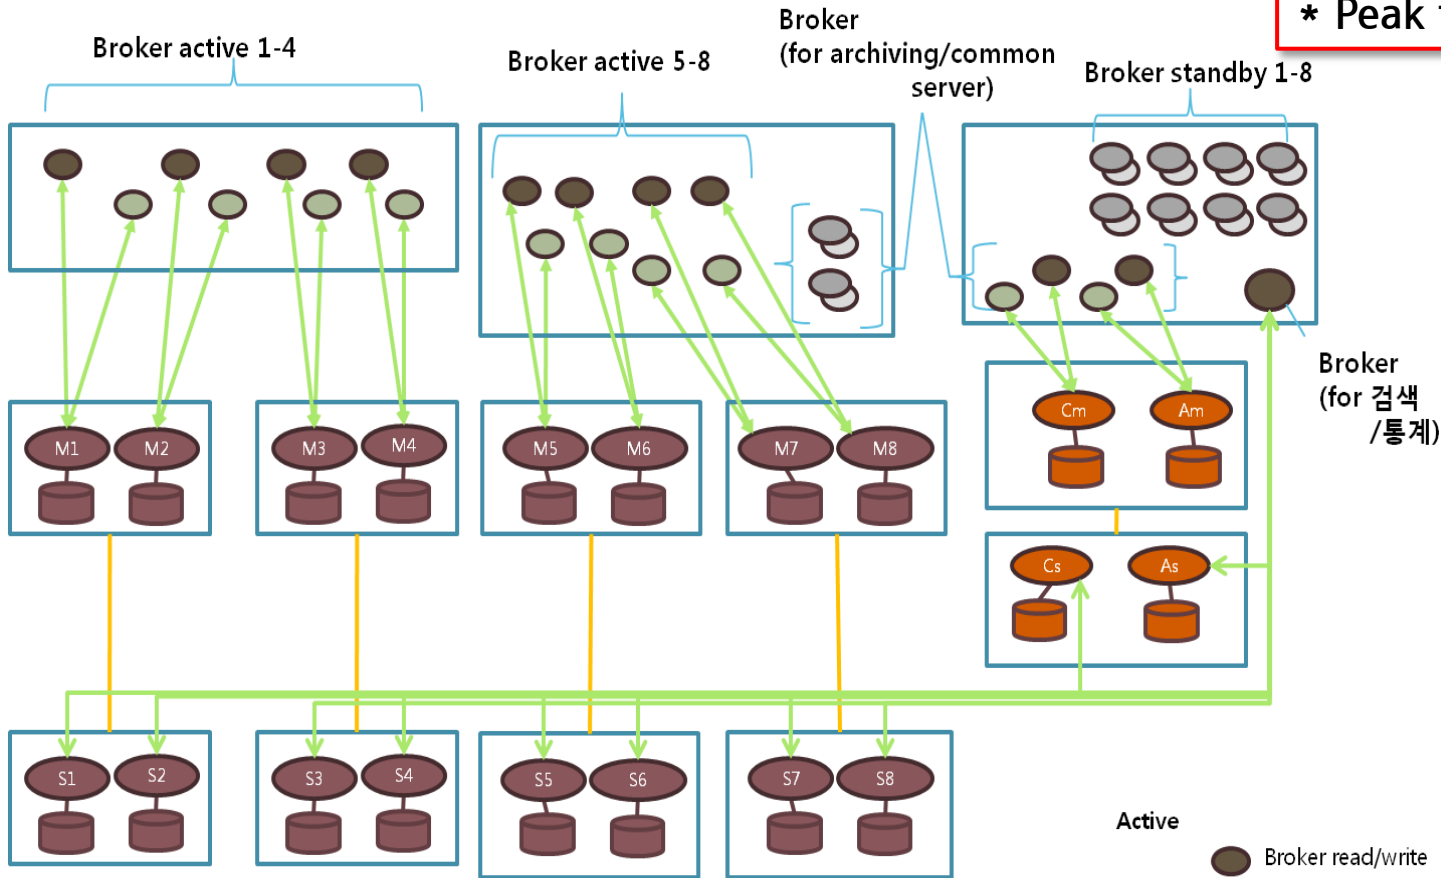 * Peak
Broker
(for archiving/common
server)
Broker active 1-4
Broker active 5-8
Broker standby 1-8
Broker
(for 검색
/통계)
Cm
Am
M1
M2
M3
M4
M5
M6
M7
M8
Cs
As
S1
S2
S3
S4
S5
S6
S7
S8
Active
Broker read/write